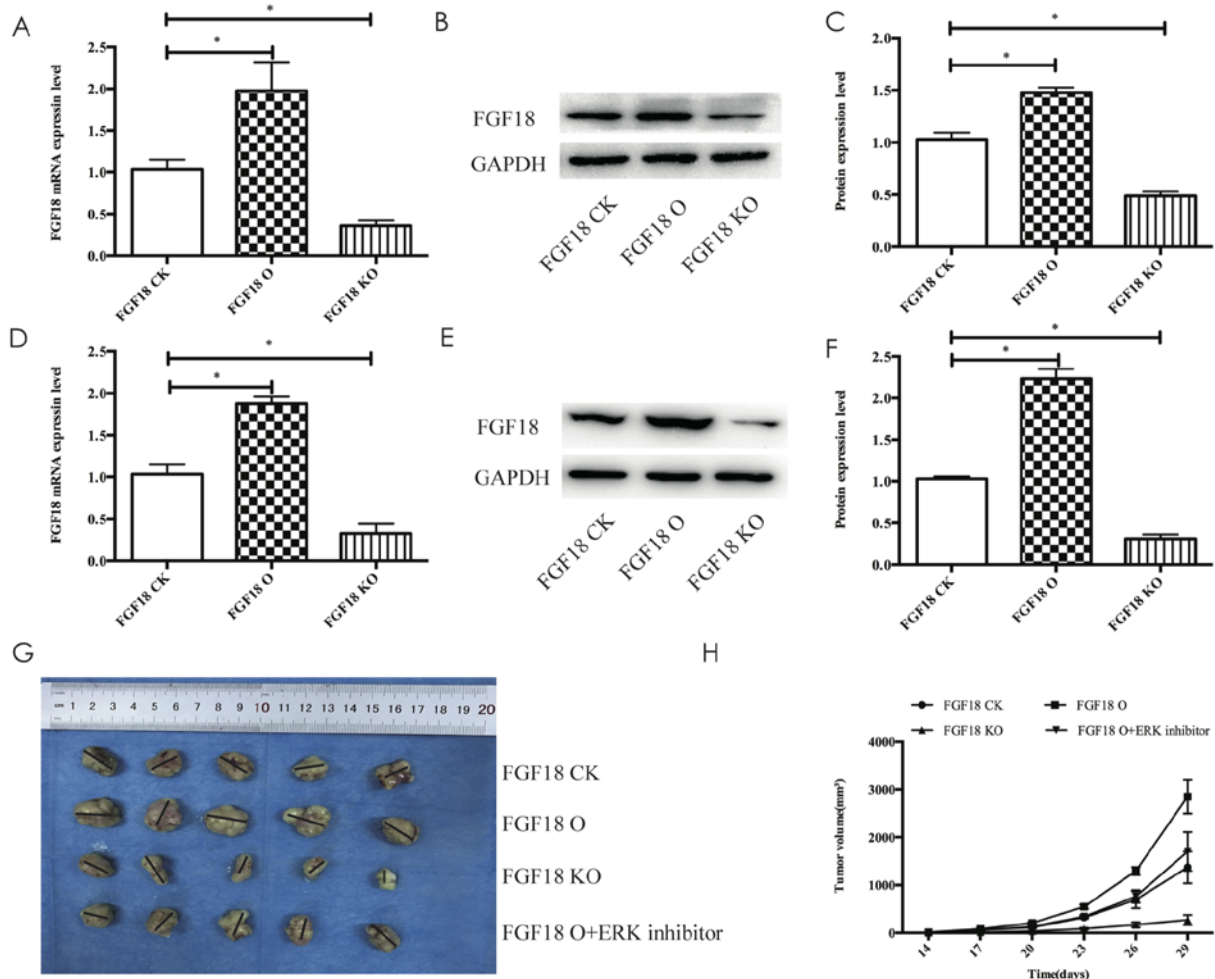 A
*
*
FGF18 mRNA expressin level
2.5
2.0
1.5
1.0
0.5
0.0
FGF18 CK
FGF18 O
FGF18 KO
B
FGF18
GAPDH
FGF18 CK
FGF18 O
FGF18 KO
C
*
*
Protein expression level
2.0
1.5
1.0
0.5
0.0
FGF18 CK
FGF18 O
FGF18 KO
D
*
*
FGF18 mRNA expressin level
2.5
2.0
1.5
1.0
0.5
0.0
FGF18 CK
FGF18 O
FGF18 KO
E
FGF18
GAPDH
FGF18 CK
FGF18 O
FGF18 KO
F
*
*
Protein expression level
2.5
2.0
1.5
1.0
0.5
0.0
FGF18 CK
FGF18 O
FGF18 KO
G
cm 1 2 3 4 5 6 7 8 9 10 11 12 13 14 15 16 17 18 19 20
FGF18 CK
FGF18 O
FGF18 KO
FGF18 O+ERK inhibitor
H
FGF18 CK
FGF18 O
FGF18 KO
FGF18 O+ERK inhibitor
Tumor volume(mm³)
4000
3000
2000
1000
0
14
17
20
23
26
29
Time(days)